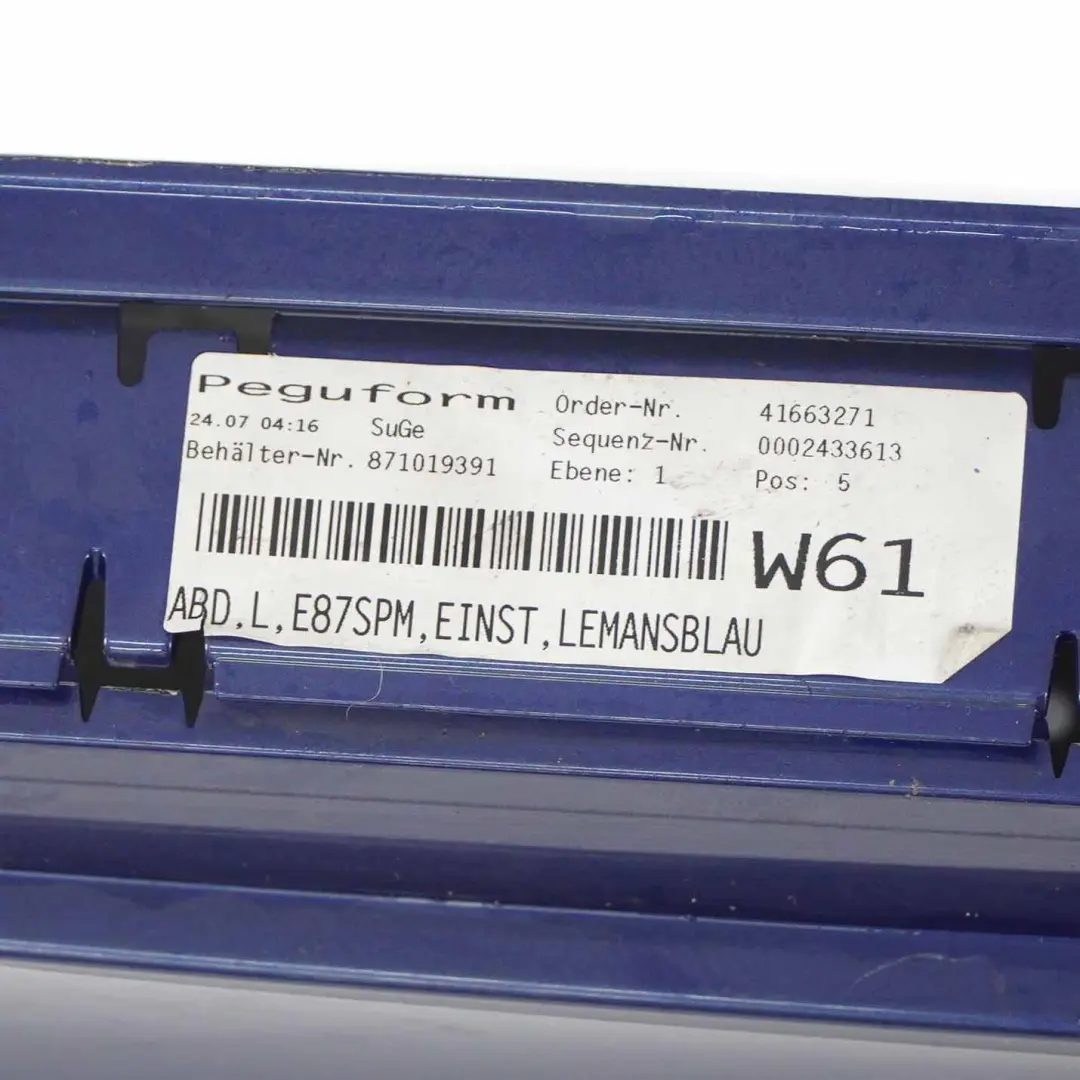 Peguform Order-Nr. 41663271
24.07 04:16 SuGe Sequenz-Nr. 0002433613
Behälter-Nr. 871019391 Ebene: 1 Pos: 5
W61
ABD,L,E87SPM,EINST,LEMANSBLAU